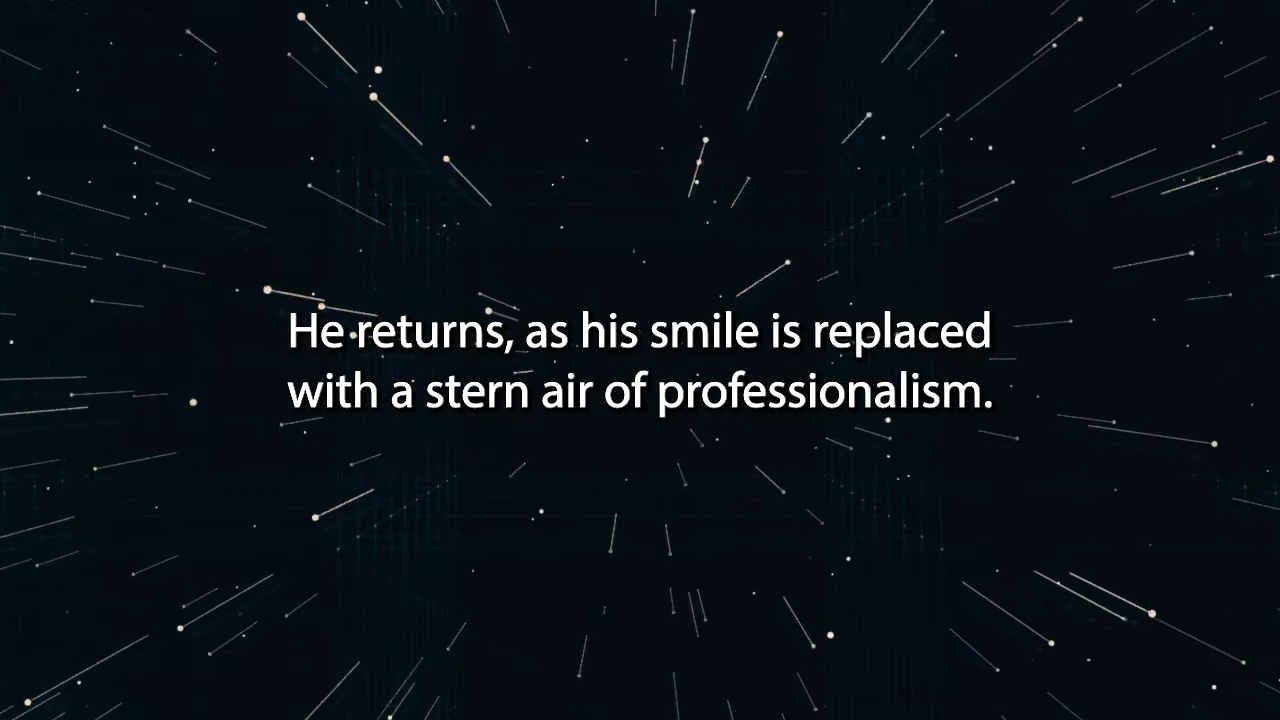 He returns, as his smile is replaced
with a stern air of professionalism.